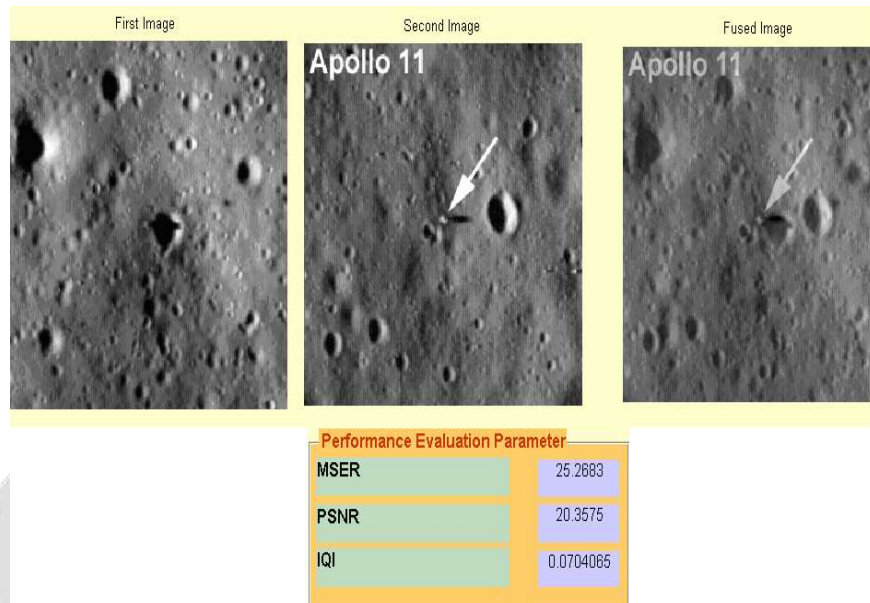 First Image
Second Image
Fused Image
Apollo 11
Apollo 11
Performance Evaluation Parameter
MSER 25.2683
PSNR 20.3575
IQI 0.0704065